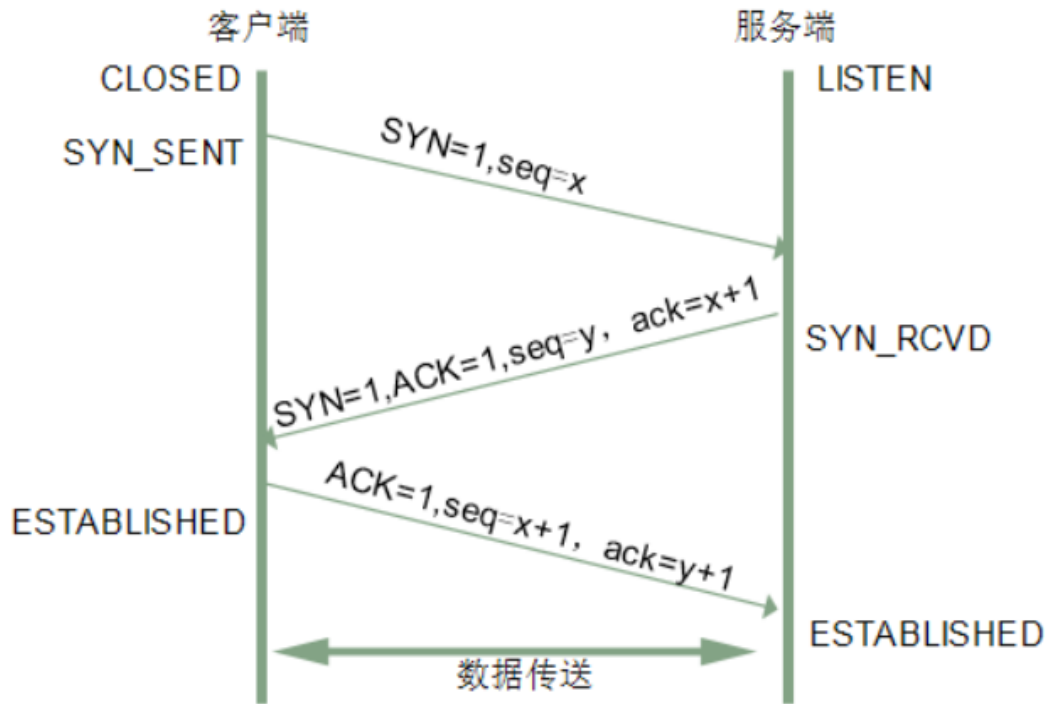 客户端
服务端
CLOSED
LISTEN
SYN_SENT
SYN=1,seq=x
SYN=1,ACK=1,seq=y，ack=x+1
SYN_RCVD
ACK=1,seq=x+1，ack=y+1
ESTABLISHED
ESTABLISHED
数据传送